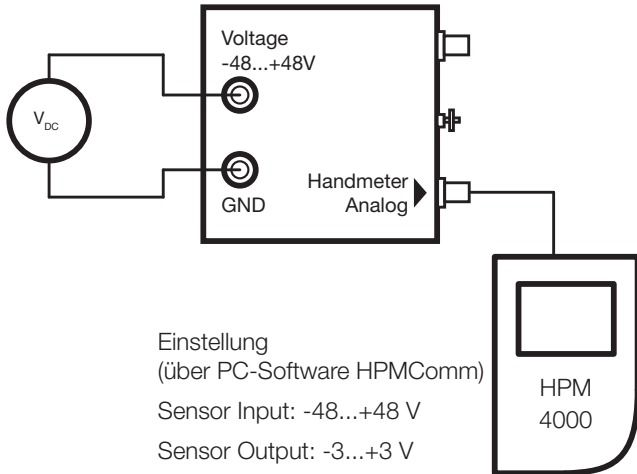 Voltage
-48...+48V
V_DC
GND
Handmeter
Analog
HPM
4000
Einstellung
(über PC-Software HPMComm)
Sensor Input: -48...+48 V
Sensor Output: -3...+3 V